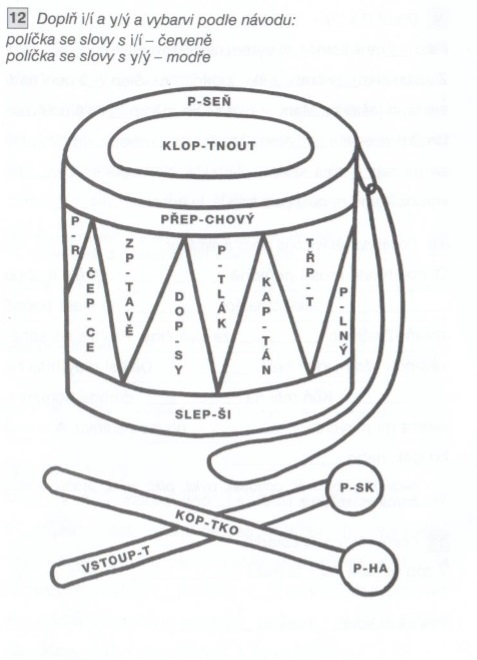 12 Doplň i/í a y/ý a vybarvi podle návodu:
políčka se slovy s i/í – červeně
políčka se slovy s y/ý – modře
P-SEŇ
KLOP-TNOUT
PŘEP-CHOVÝ
P-R
ČEP-CE
ZP-TAVĚ
DOP-SY
P-TLÁK
KAP-TÁN
TŘP-T
P-LNÝ
SLEP-ŠI
P-SK
KOP-TKO
VSTOUP-T
P-HA